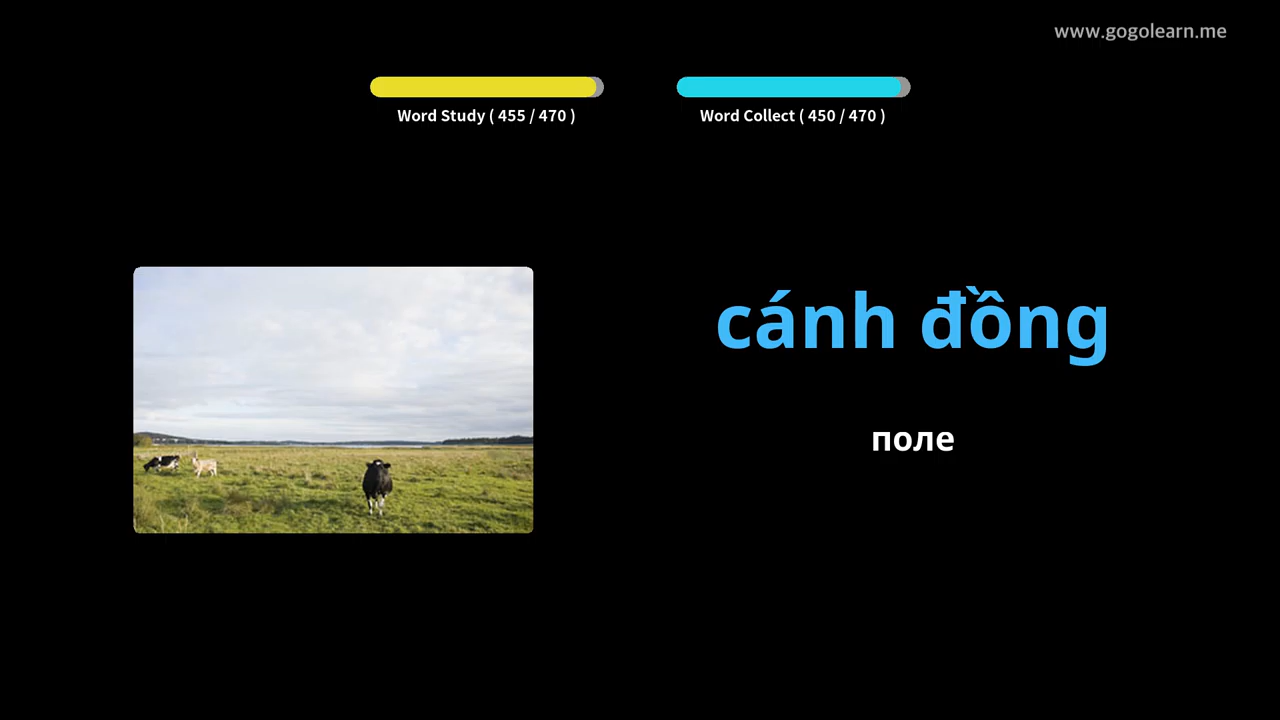 www.gogolearn.me
Word Study ( 455 / 470 )
Word Collect ( 450 / 470 )
cánh đồng
поле